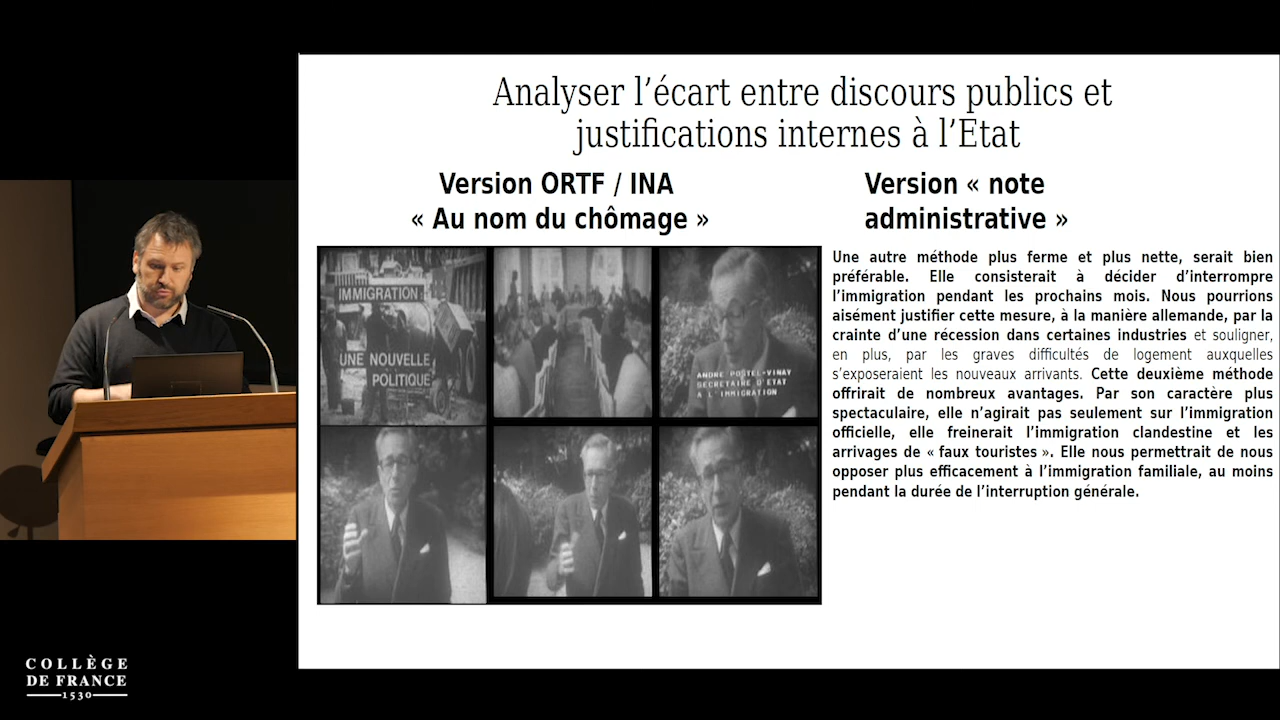 Analyser l’écart entre discours publics et
justifications internes à l’Etat
Version ORTF / INA
« Au nom du chômage »
Version « note
administrative »
IMMIGRATION :
UNE NOUVELLE
POLITIQUE
ANDRE POSTEL-VINAY
SECRETAIRE D'ETAT
A L'IMMIGRATION
Une autre méthode plus ferme et plus nette, serait bien
préférable. Elle consisterait à décider d’interrompre
l’immigration pendant les prochains mois. Nous pourrions
aisément justifier cette mesure, à la manière allemande, par la
crainte d’une récession dans certaines industries et souligner,
en plus, par les graves difficultés de logement auxquelles
s’exposeraient les nouveaux arrivants. Cette deuxième méthode
offrirait de nombreux avantages. Par son caractère plus
spectaculaire, elle n’agirait pas seulement sur l’immigration
officielle, elle freinerait l’immigration clandestine et les
arrivages de « faux touristes ». Elle nous permettrait de nous
opposer plus efficacement à l’immigration familiale, au moins
pendant la durée de l’interruption générale.
COLLÈGE
DE FRANCE
1530